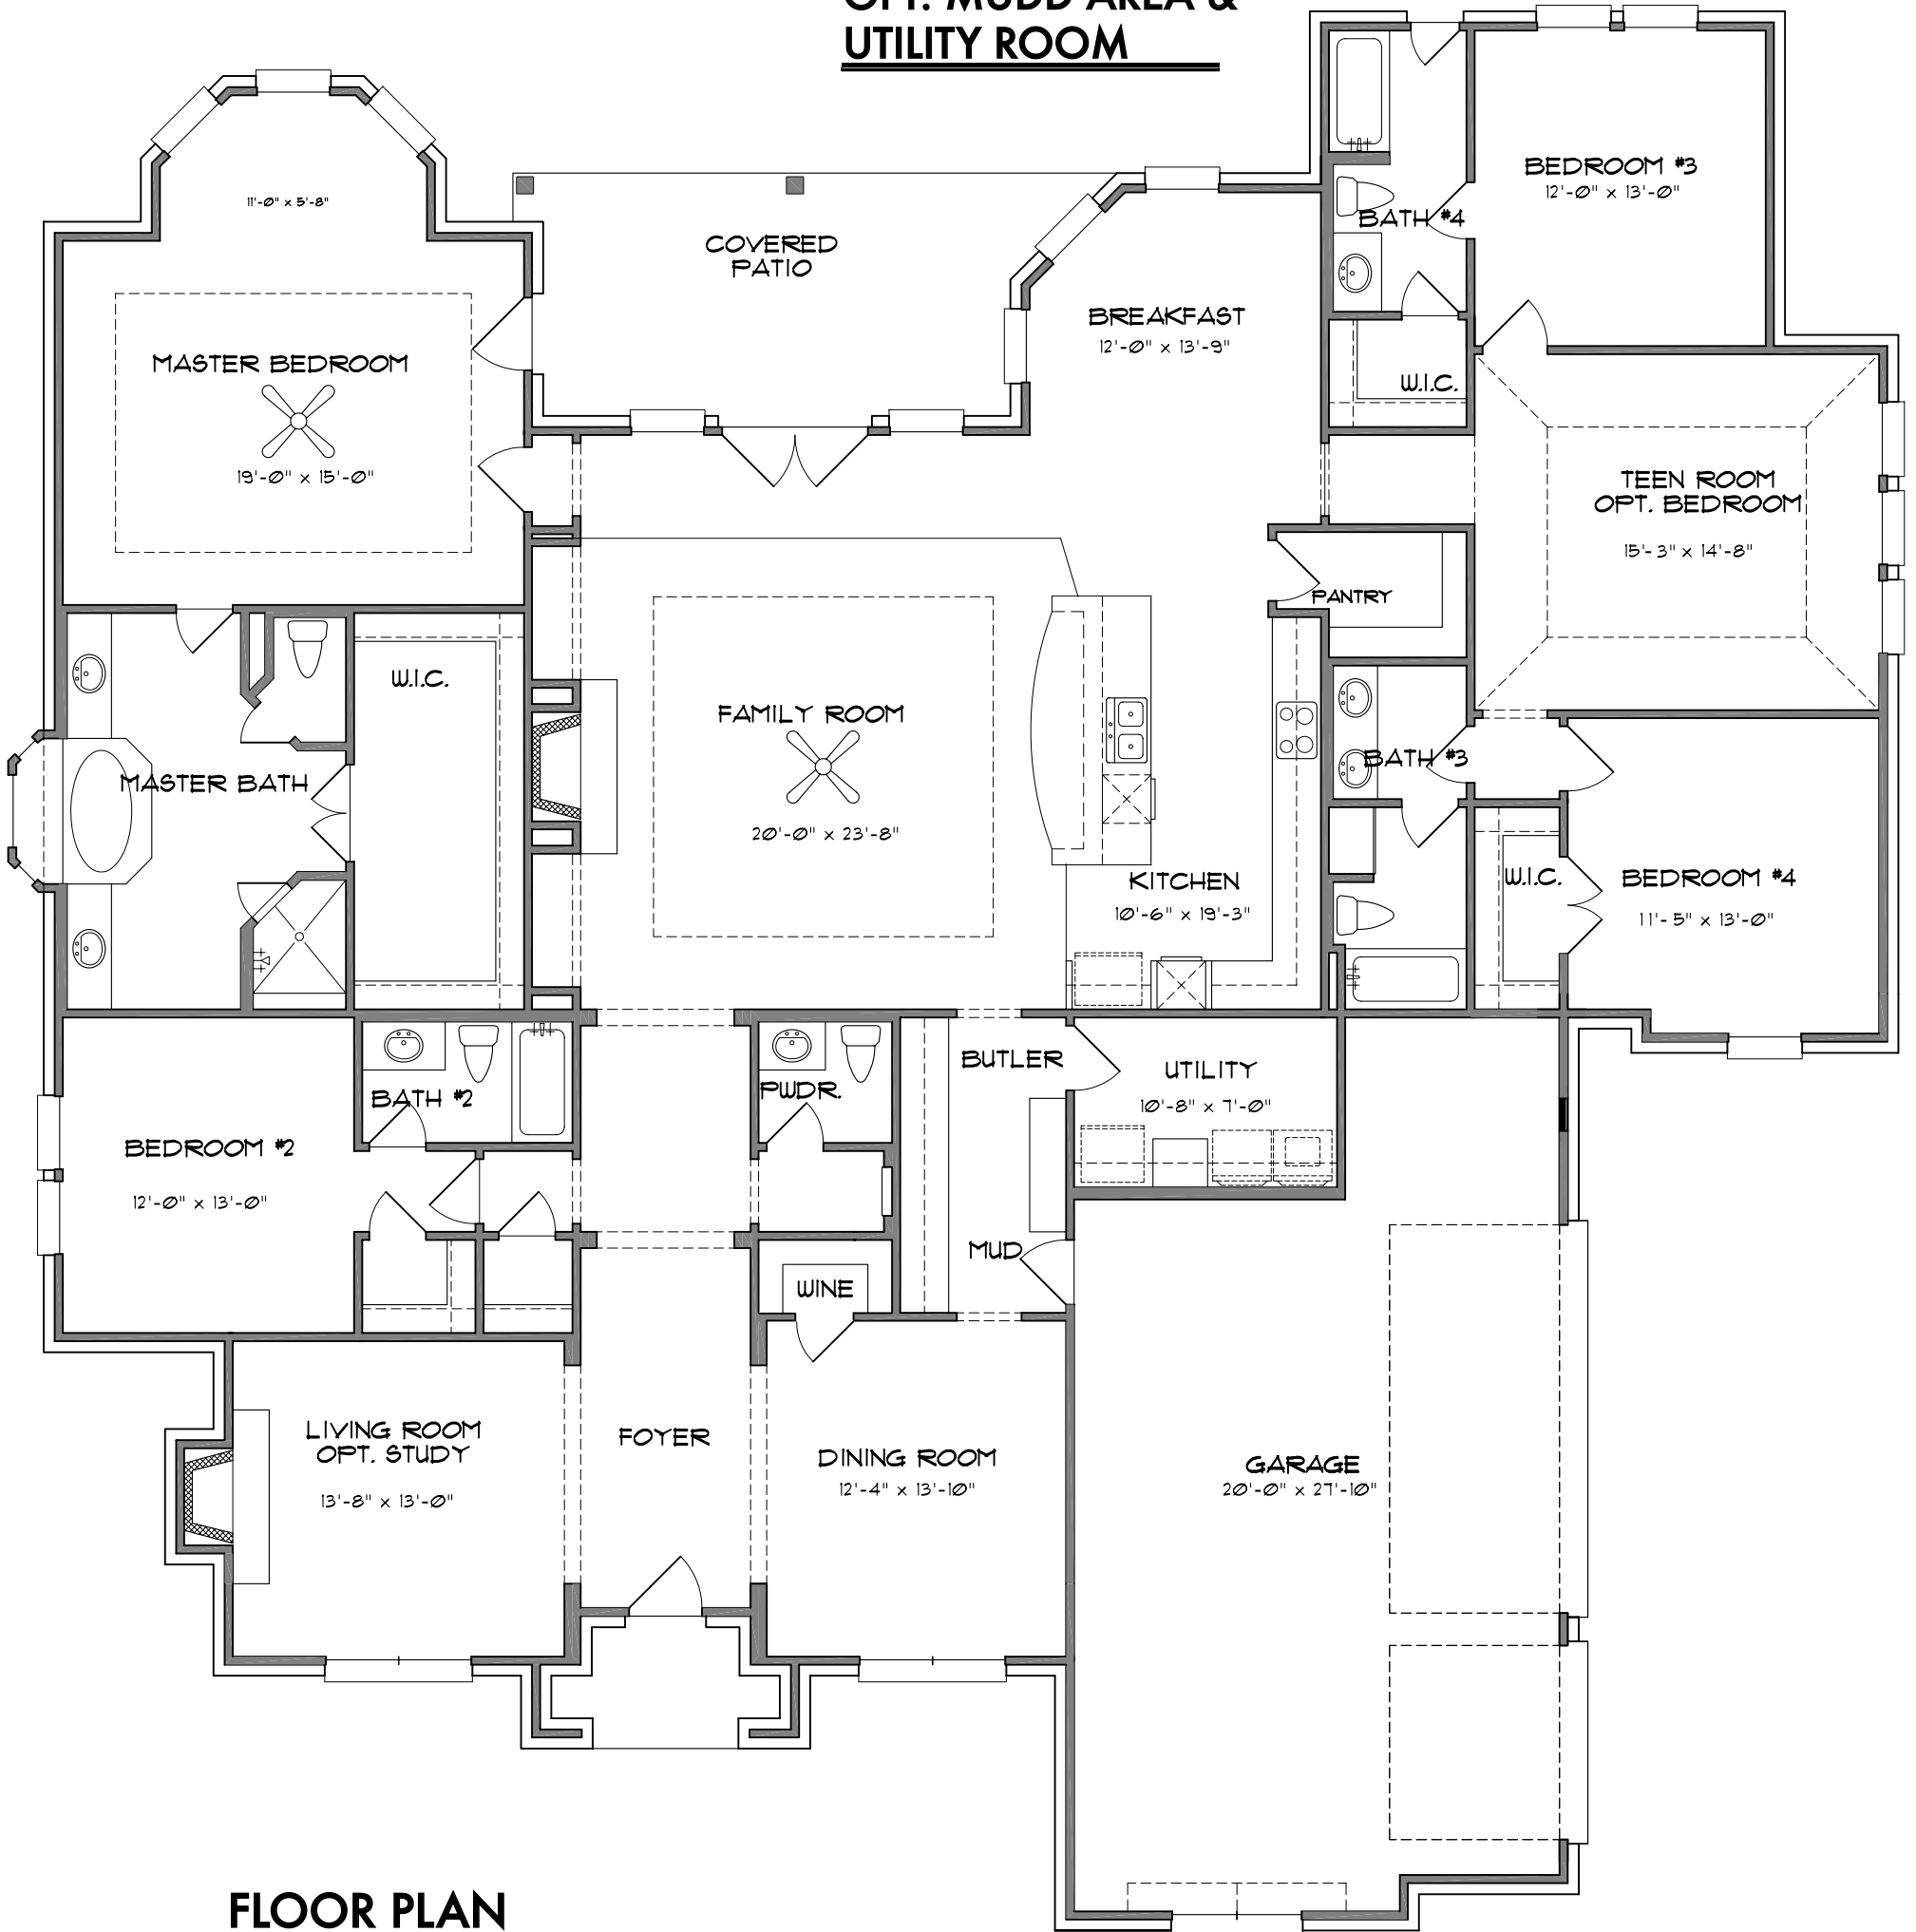 OPT. MUDD AREA &
UTILITY ROOM
BEDROOM #3
12'-0" x 13'-0"
11'-0" x 5'-8"
BATH #4
COVERED
PATIO
BREAKFAST
12'-0" x 13'-9"
MASTER BEDROOM
19'-0" x 15'-0"
W.I.C.
TEEN ROOM
OPT. BEDROOM
15'-3" x 14'-8"
PANTRY
W.I.C.
FAMILY ROOM
20'-0" x 23'-8"
MASTER BATH
BATH #3
KITCHEN
10'-6" x 19'-3"
W.I.C.
BEDROOM #4
11'-5" x 13'-0"
BUTLER
UTILITY
10'-8" x 7'-0"
BATH #2
PWDR.
BEDROOM #2
12'-0" x 13'-0"
MUD
WINE
LIVING ROOM
OPT. STUDY
13'-8" x 13'-0"
FOYER
DINING ROOM
12'-4" x 13'-10"
GARAGE
20'-0" x 27'-10"
FLOOR PLAN